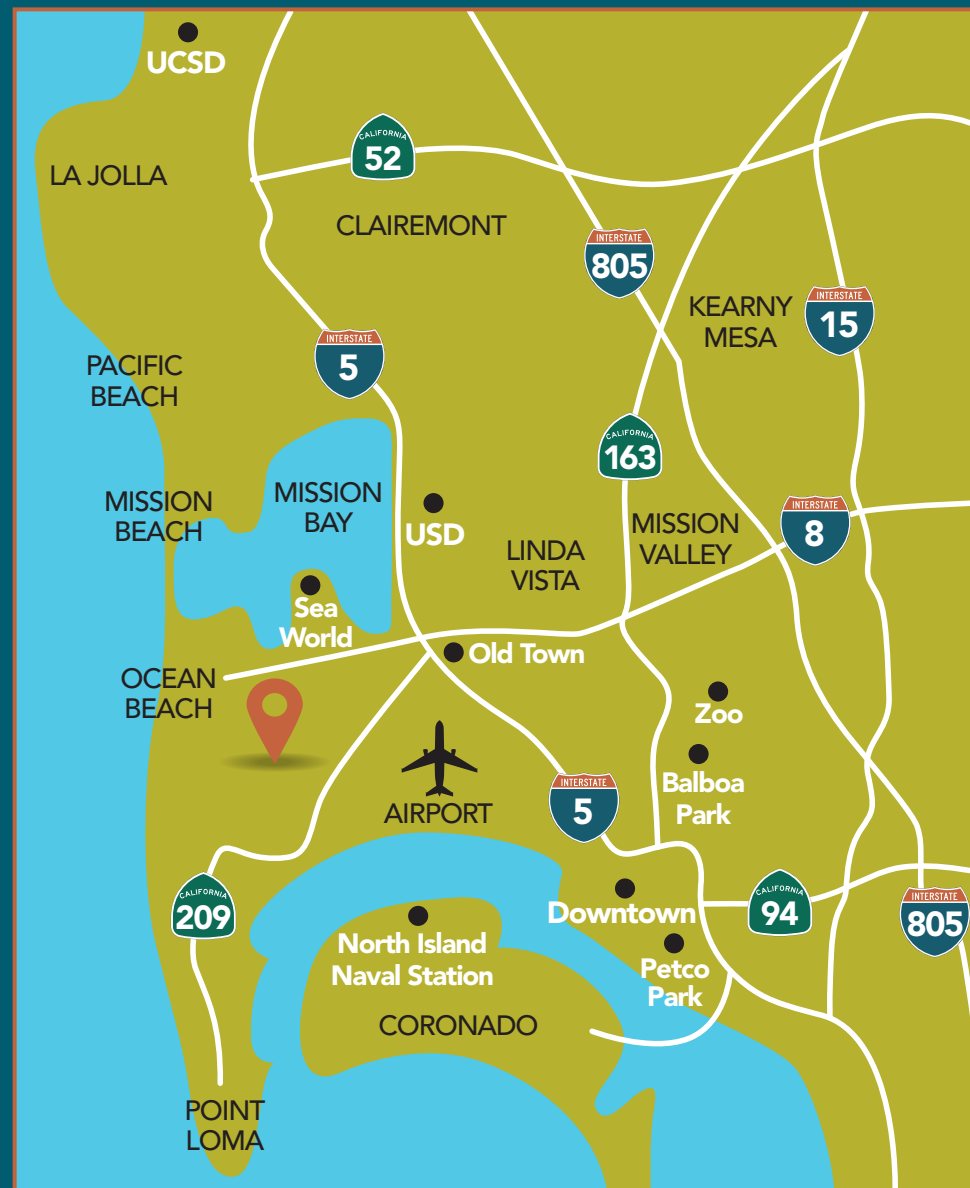 UCSD
CALIFORNIA
52
LA JOLLA
CLAIREMONT
INTERSTATE
805
KEARNY
MESA
INTERSTATE
15
INTERSTATE
5
PACIFIC
BEACH
CALIFORNIA
163
MISSION
BAY
MISSION
BEACH
USD
MISSION
VALLEY
INTERSTATE
8
LINDA
VISTA
Sea
World
Old Town
OCEAN
BEACH
Zoo
Balboa
Park
AIRPORT
INTERSTATE
5
CALIFORNIA
209
Downtown
CALIFORNIA
94
INTERSTATE
805
North Island
Naval Station
Petco
Park
CORONADO
POINT
LOMA